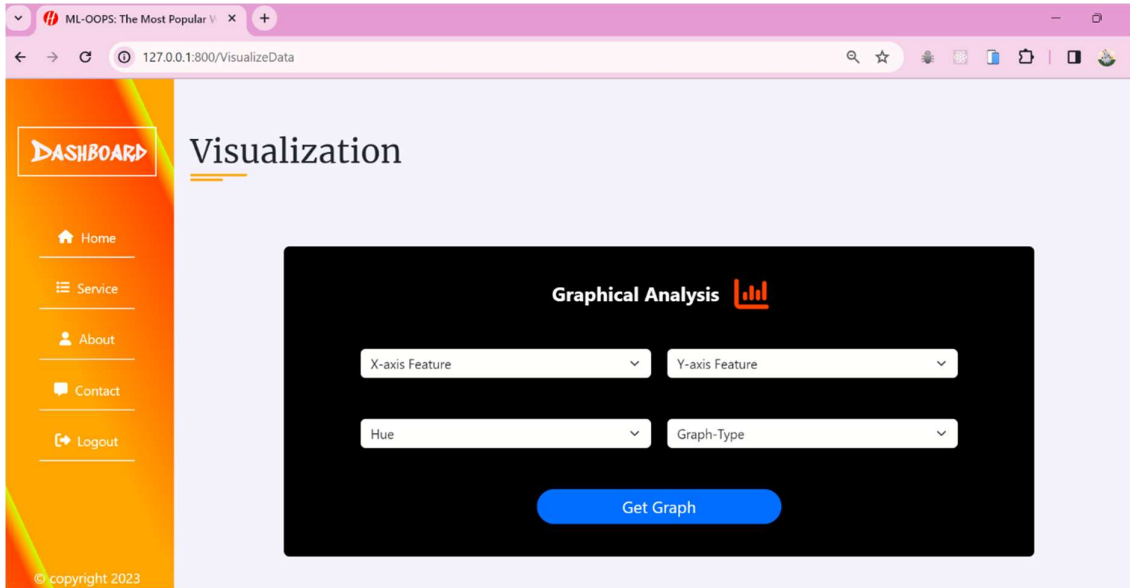 ML-OOPS: The Most Popular
127.0.0.1:800/VisualizeData
DASHBOARD
Visualization
Home
Service
About
Contact
Logout
© copyright 2023
Graphical Analysis
X-axis Feature
Y-axis Feature
Hue
Graph-Type
Get Graph